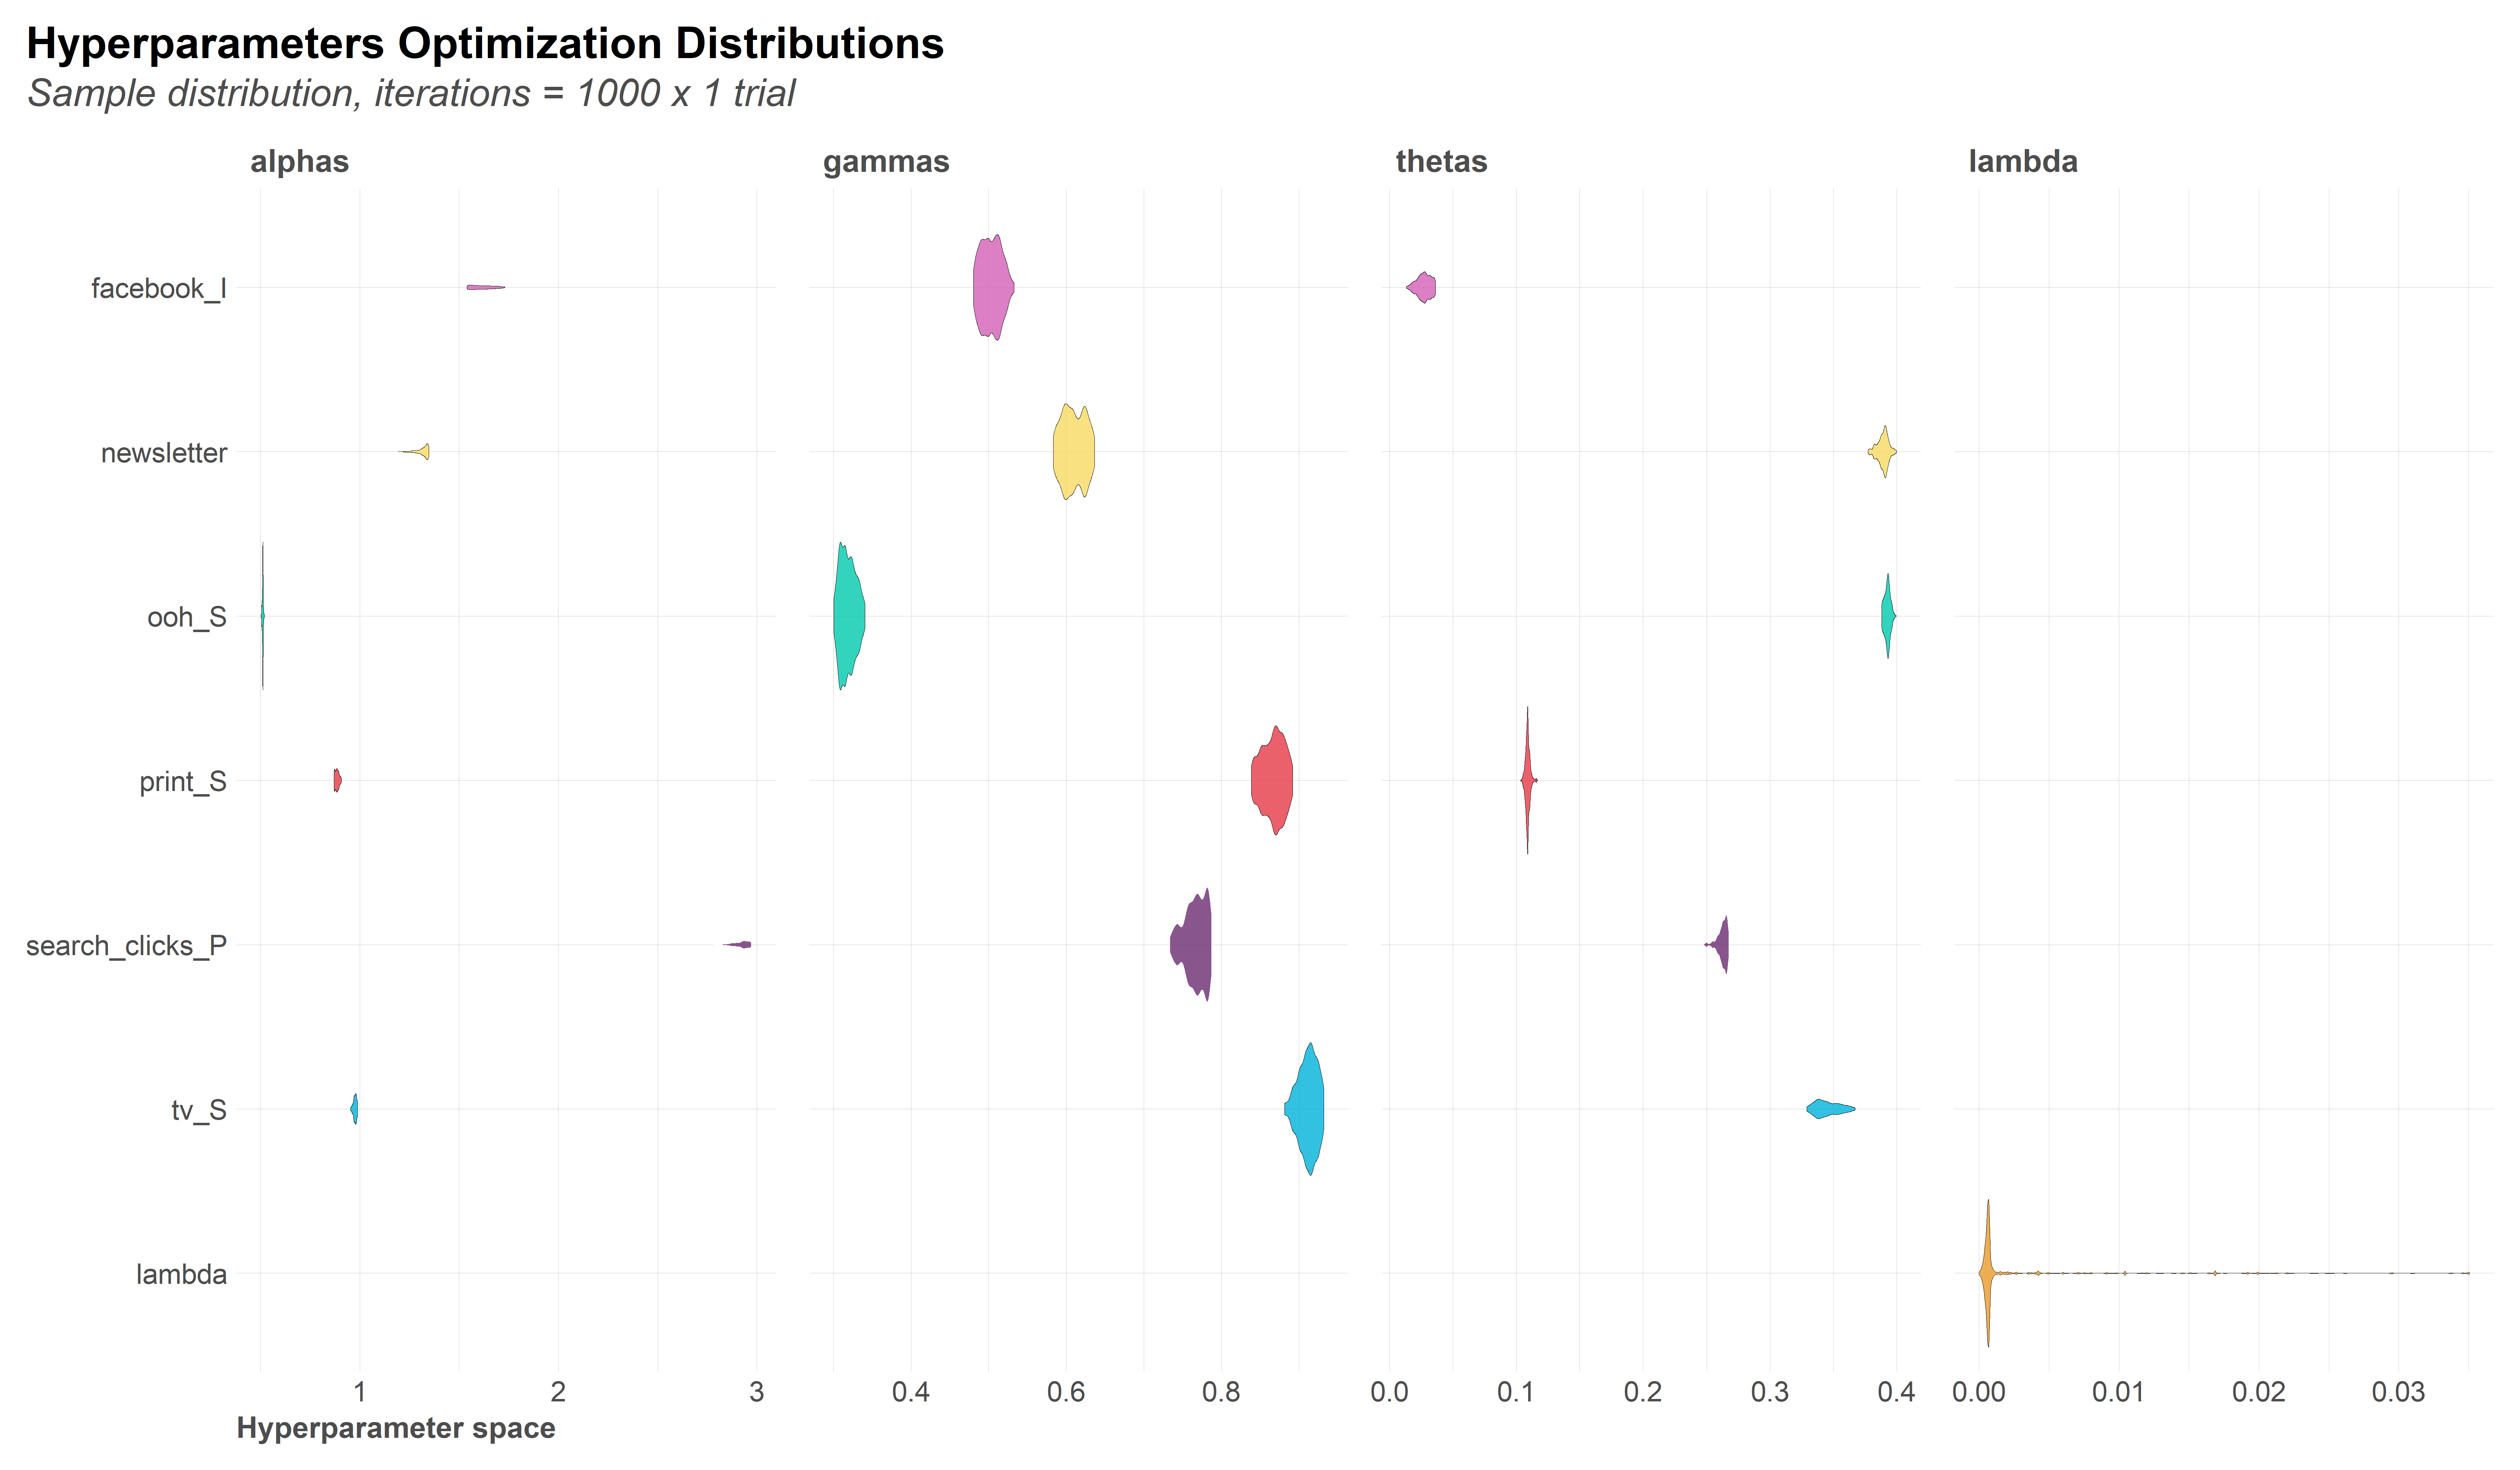 Hyperparameters Optimization Distributions
Sample distribution, iterations = 1000 x 1 trial
alphas gammas thetas lambda
facebook_I
newsletter
ooh_S
print_S
search_clicks_P
tv_S
lambda
1 2 3 0.4 0.6 0.8 0.0 0.1 0.2 0.3 0.4 0.00 0.01 0.02 0.03
Hyperparameter space